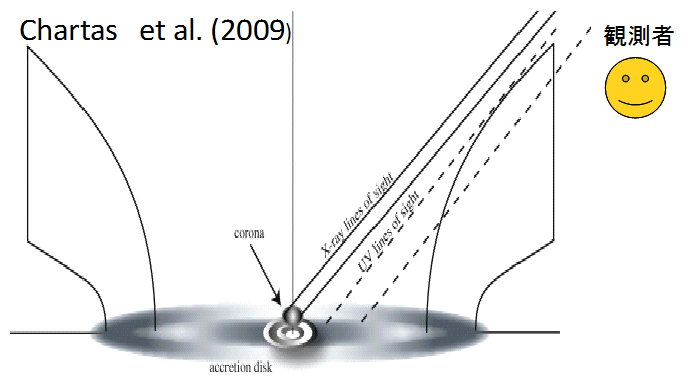 Chartas et al. (2009)
観測者
X-ray lines of sight
UV lines of sight
corona
accretion disk